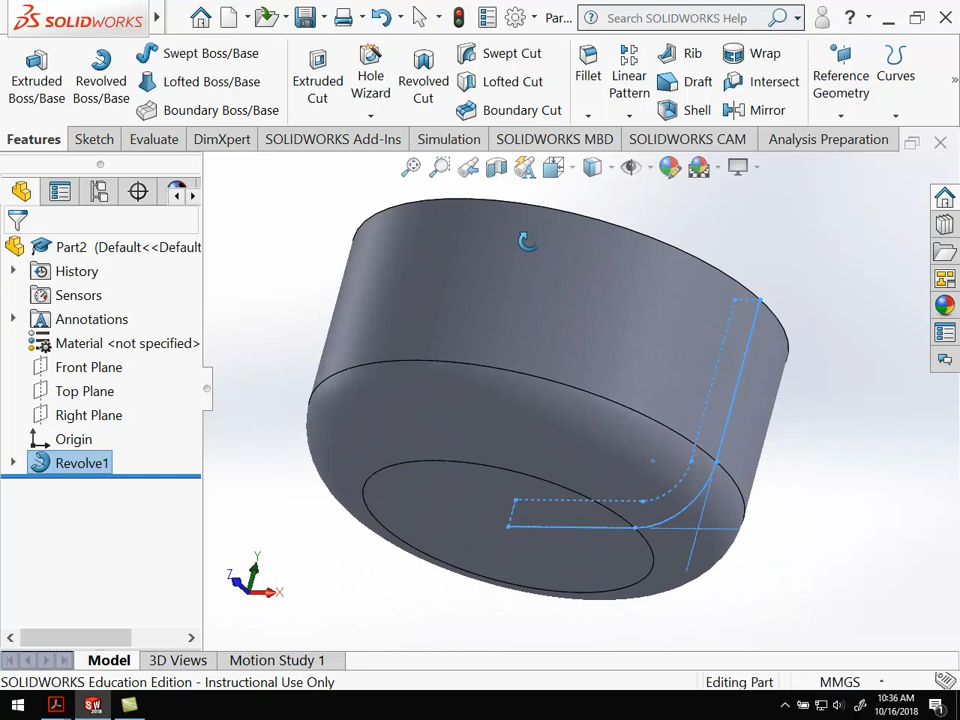 SOLIDWORKS
Par...
Search SOLIDWORKS Help
?
Extruded Boss/Base
Revolved Boss/Base
Swept Boss/Base
Lofted Boss/Base
Boundary Boss/Base
Extruded Cut
Hole Wizard
Revolved Cut
Swept Cut
Lofted Cut
Boundary Cut
Fillet
Linear Pattern
Rib
Draft
Shell
Wrap
Intersect
Mirror
Reference Geometry
Curves
Features
Sketch
Evaluate
DimXpert
SOLIDWORKS Add-Ins
Simulation
SOLIDWORKS MBD
SOLIDWORKS CAM
Analysis Preparation
Part2 (Default<<Default
History
Sensors
Annotations
Material <not specified>
Front Plane
Top Plane
Right Plane
Origin
Revolve1
Y
Z
X
Model
3D Views
Motion Study 1
SOLIDWORKS Education Edition - Instructional Use Only
Editing Part
MMGS
10:36 AM
10/16/2018